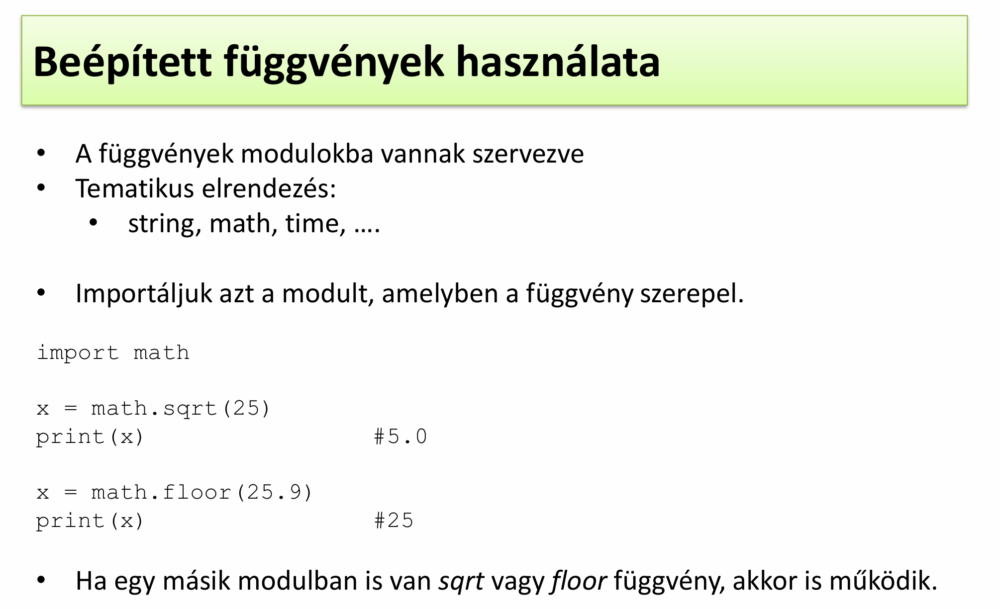 Beépített függvények használata
• A függvények modulokba vannak szervezve
• Tematikus elrendezés:
• string, math, time, ….
• Importáljuk azt a modult, amelyben a függvény szerepel.
import math
x = math.sqrt(25)
print(x) #5.0
x = math.floor(25.9)
print(x) #25
• Ha egy másik modulban is van sqrt vagy floor függvény, akkor is működik.